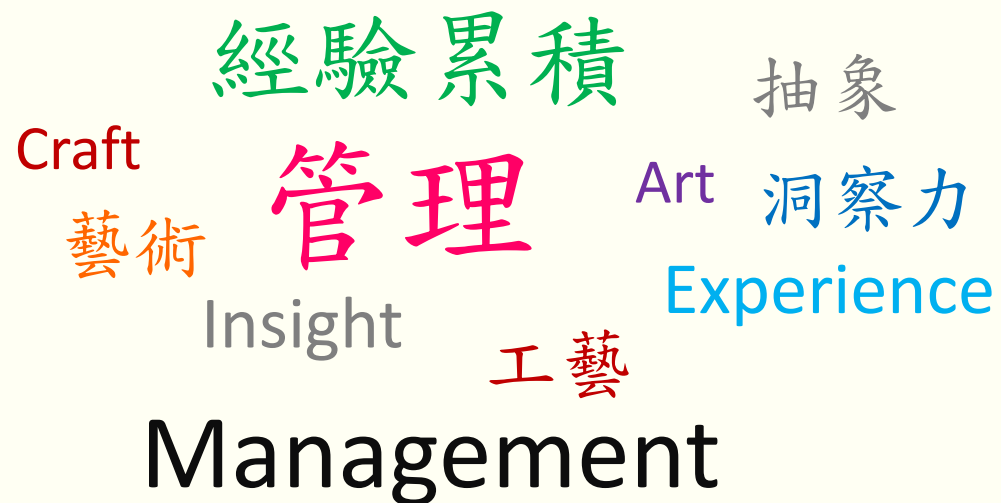 經驗累積
抽象
Craft
管理
Art
洞察力
藝術
Experience
Insight
工藝
Management